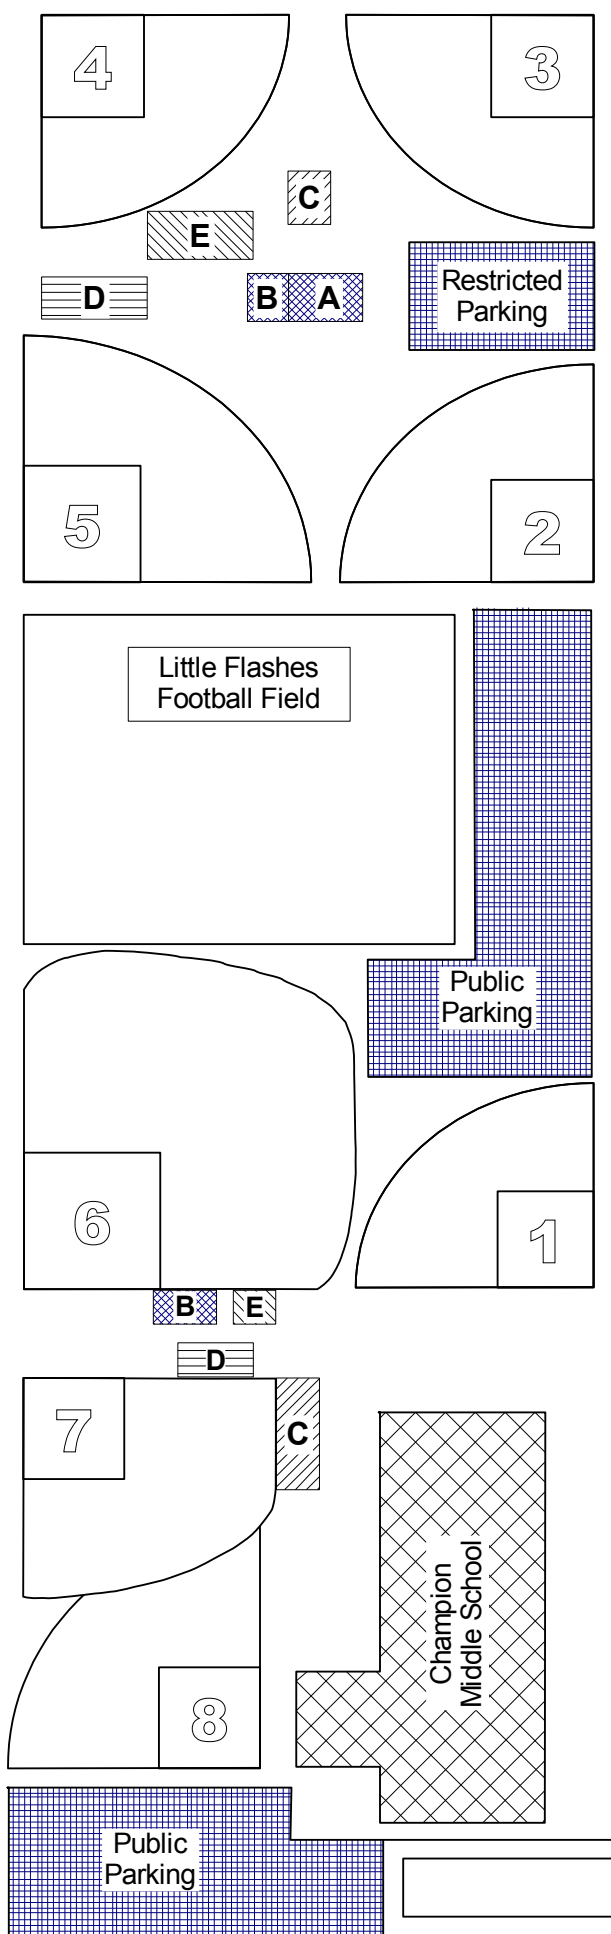 4
3
C
E
Restricted
Parking
D
B
A
5
2
Little Flashes
Football Field
Public
Parking
6
1
B
E
D
7
C
Champion
Middle School
8
Public
Parking